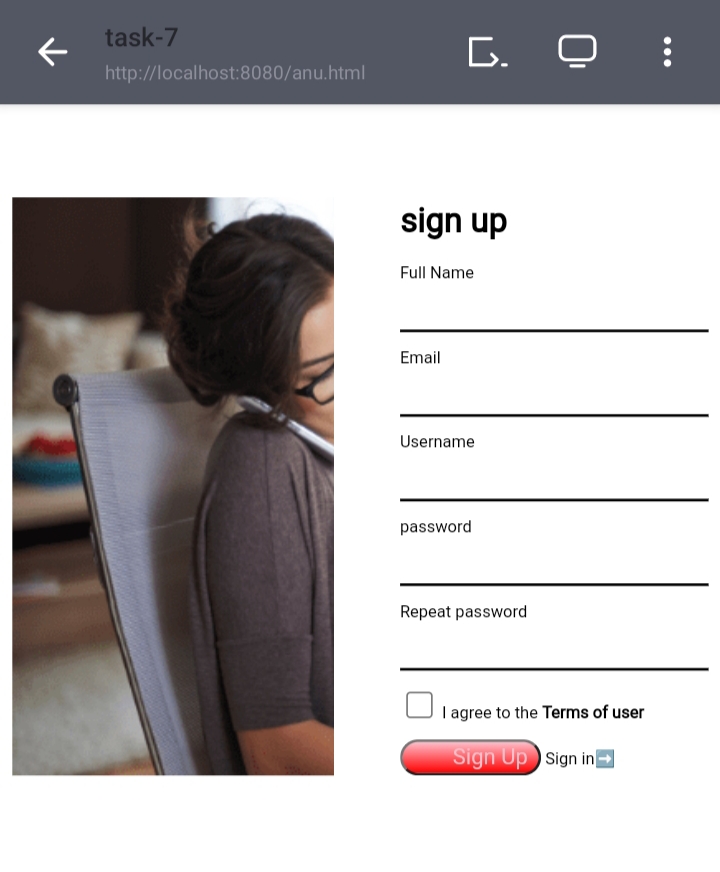 task-7
http://localhost:8080/anu.html
sign up
Full Name
Email
Username
password
Repeat password
I agree to the Terms of user
Sign Up Sign in➡️